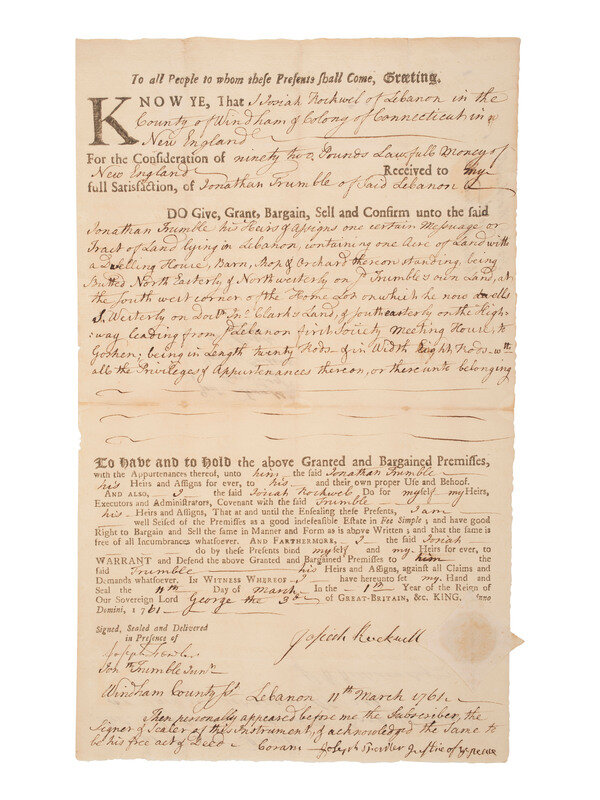 To all People to whom these Presents shall Come, Greeting.
KNOW YE, That I Josiah Rockwel of Lebanon in the
County of Windham & Colony of Connecticut in
New England
For the Consideration of ninety two Pounds Lawfull Money of
New England Received to my
full Satisfaction, of Jonathan Trumble of Said Lebanon
DO Give, Grant, Bargain, Sell and Confirm unto the said
Jonathan Trumble his Heirs & Assigns one certain Messuage or
Tract of Land lying in Lebanon, containing one Acre of Land with
a Dwelling House, Barn, Shop & Orchard thereon standing, being
Butted North Easterly & Northwesterly on sd. Trumble's own Land, at
the South west corner of the Home Lot on which he now dwells
S. Westerly on Doctr. Clark's Land, & Southeasterly on the High-
:way leading from Lebanon first Society Meeting House, to
Goshen; being in Length twenty Rods & in Width Eight Rods wth.
all the Privileges & Appurtenances thereon, or thereunto belonging
To Have and to Hold the above Granted and Bargained Premisses,
with the Appurtenances thereof, unto him the said Jonathan Trumble
his Heirs and Assigns for ever, to his and their own proper Use and Behoof.
AND ALSO, I the said Josiah Rockwel Do for myself my Heirs,
Executors and Administrators, Covenant with the said Trumble
his Heirs and Assigns, That at and until the Ensealing these Presents, I am
well Seised of the Premisses as a good indefeasible Estate in Fee Simple; and have good
Right to Bargain and Sell the same in Manner and Form as is above Written; and that the same is
free of all Incumbrances whatsoever. AND FARTHERMORE, I the said Josiah
do by these Presents bind myself and my Heirs for ever, to
WARRANT and Defend the above Granted and Bargained Premisses to him the
said Trumble his Heirs and Assigns, against all Claims and
Demands whatsoever. IN WITNESS WHEREOF I have hereunto set my Hand and
Seal the 11th Day of March In the 1st Year of the Reign of
Our Sovereign Lord George the 3d of GREAT-BRITAIN, &c. KING. Anno
Domini, 1761
Signed, Sealed and Delivered
in Presence of
Josiah Rockwell
Joseph Fowler
Jonth. Trumble Junr.
Windham County Ss. Lebanon 11th March 1761
Then personally appeared before me the Subscriber, the
Signer & Sealer of this Instrument, & acknowledged the Same to
be his free act & Deed Coram Joseph Fowler Justice of ye peace